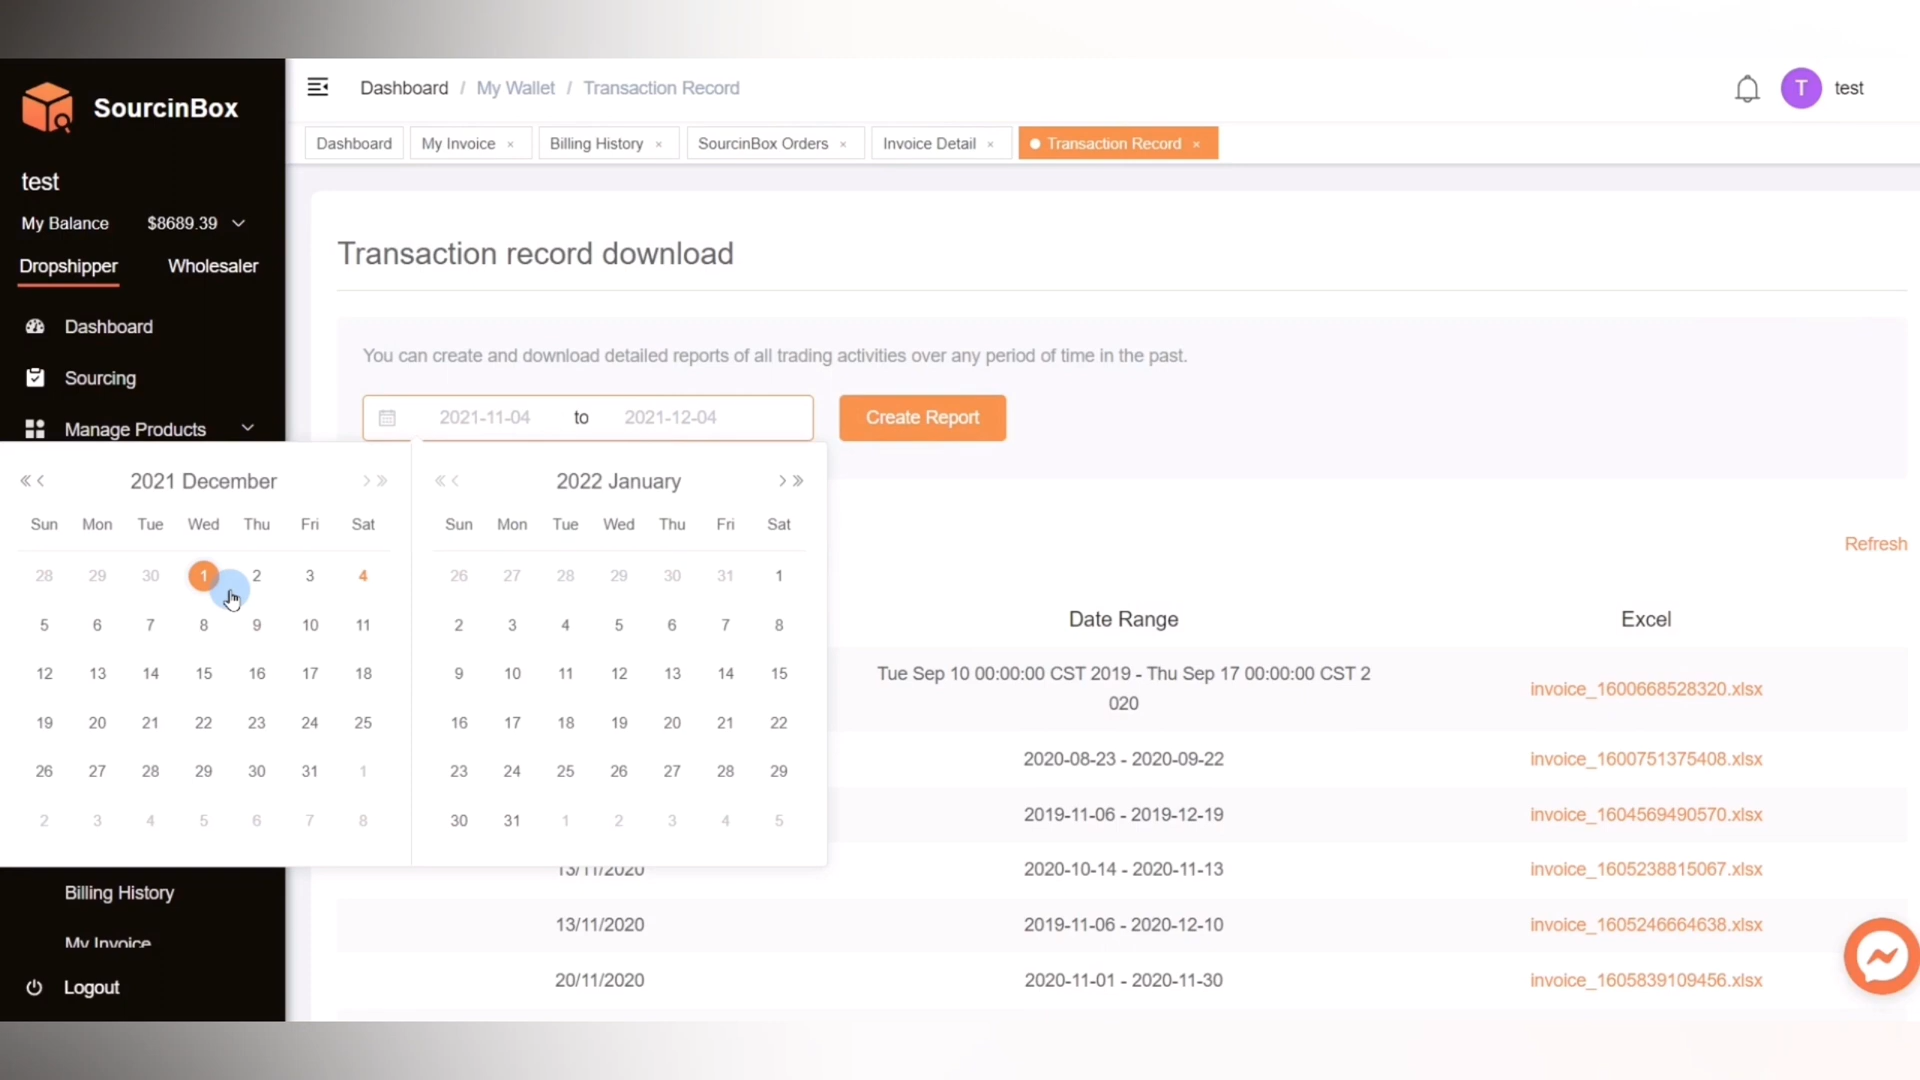 SourcinBox
test
My Balance $8689.39
Dropshipper Wholesaler
Dashboard
Sourcing
Manage Products
Billing History
My Invoice
Logout
Dashboard / My Wallet / Transaction Record
T test
Dashboard My Invoice × Billing History × SourcinBox Orders × Invoice Detail × Transaction Record ×
Transaction record download
You can create and download detailed reports of all trading activities over any period of time in the past.
2021-11-04 to 2021-12-04 Create Report
2021 December
Sun Mon Tue Wed Thu Fri Sat
28 29 30 1 2 3 4
5 6 7 8 9 10 11
12 13 14 15 16 17 18
19 20 21 22 23 24 25
26 27 28 29 30 31 1
2 3 4 5 6 7 8
2022 January
Sun Mon Tue Wed Thu Fri Sat
26 27 28 29 30 31 1
2 3 4 5 6 7 8
9 10 11 12 13 14 15
16 17 18 19 20 21 22
23 24 25 26 27 28 29
30 31 1 2 3 4 5
Refresh
Date Range Excel
Tue Sep 10 00:00:00 CST 2019 - Thu Sep 17 00:00:00 CST 2
020
invoice_1600668528320.xlsx
2020-08-23 - 2020-09-22 invoice_1600751375408.xlsx
2019-11-06 - 2019-12-19 invoice_1604569490570.xlsx
13/11/2020 2020-10-14 - 2020-11-13 invoice_1605238815067.xlsx
13/11/2020 2019-11-06 - 2020-12-10 invoice_1605246664638.xlsx
20/11/2020 2020-11-01 - 2020-11-30 invoice_1605839109456.xlsx